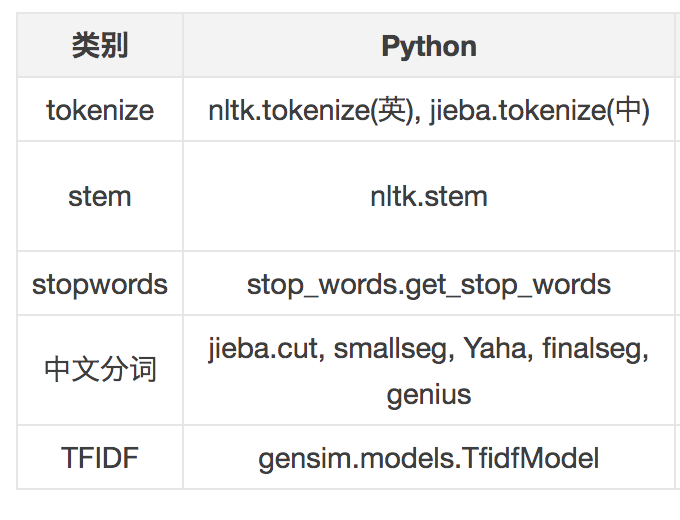 类别 Python
tokenize nltk.tokenize(英), jieba.tokenize(中)
stem nltk.stem
stopwords stop_words.get_stop_words
中文分词 jieba.cut, smallseg, Yaha, finalseg,
genius
TFIDF gensim.models.TfidfModel